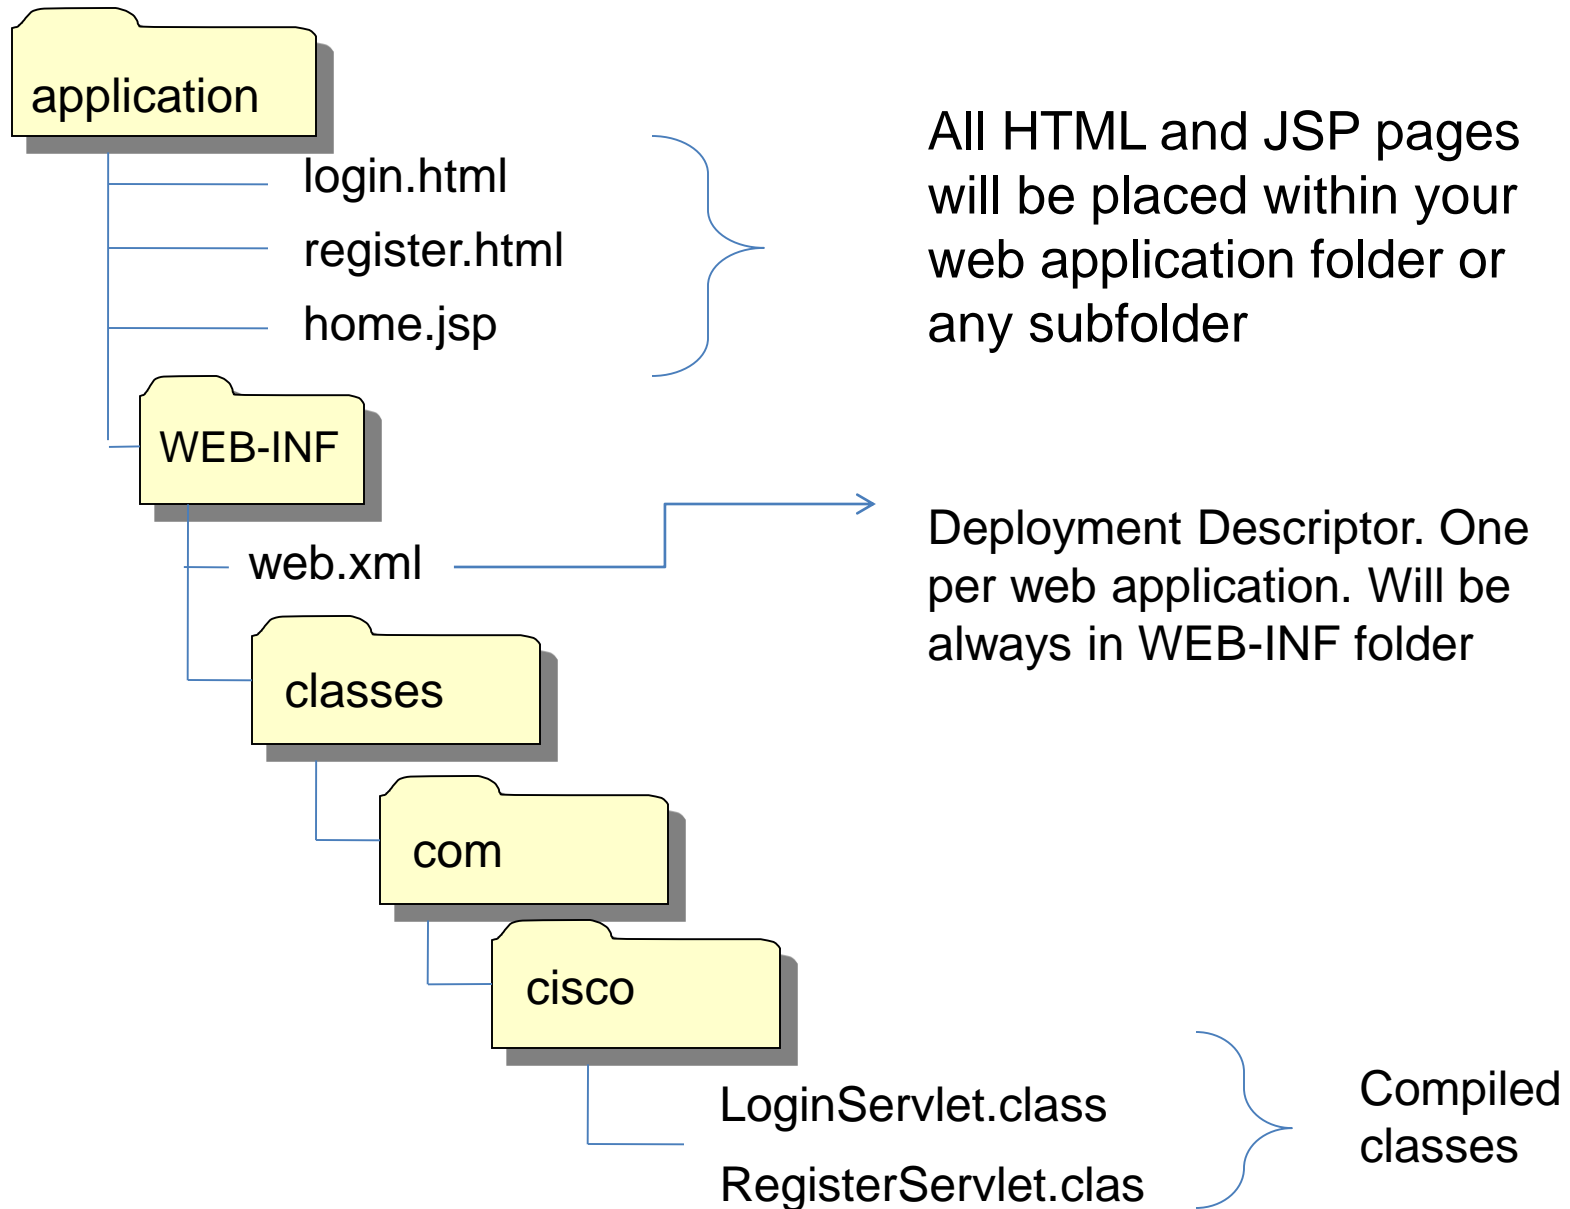 application
login.html
register.html
home.jsp
All HTML and JSP pages
will be placed within your
web application folder or
any subfolder
WEB-INF
web.xml
Deployment Descriptor. One
per web application. Will be
always in WEB-INF folder
classes
com
cisco
LoginServlet.class
RegisterServlet.clas
Compiled
classes